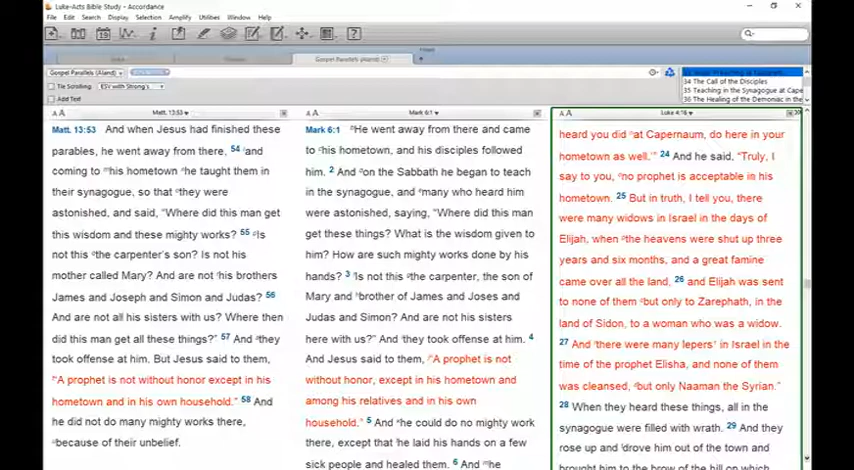 Luke-Acts Bible Study - Accordance
File Edit Search Display Selection Amplify Utilities Window Help
Gospel Parallels (Aland)
Gospel Parallels (Aland)
Tile Scrolling: ESV with Strong's
Add Text
34 The Call of the Disciples
35 Teaching in the Synagogue at Cape
36 The Healing of the Demoniac in the
Matt. 13:53
Matt. 13:53 And when Jesus had finished these
parables, he went away from there, 54 and
coming to his hometown he taught them in
their synagogue, so that they were
astonished, and said, “Where did this man get
this wisdom and these mighty works? 55 Is
not this the carpenter’s son? Is not his
mother called Mary? And are not his brothers
James and Joseph and Simon and Judas? 56
And are not all his sisters with us? Where then
did this man get all these things?” 57 And they
took offense at him. But Jesus said to them,
“A prophet is not without honor except in his
hometown and in his own household.” 58 And
he did not do many mighty works there,
because of their unbelief.
Mark 6:1
Mark 6:1 He went away from there and came
to his hometown, and his disciples followed
him. 2 And on the Sabbath he began to teach
in the synagogue, and many who heard him
were astonished, saying, “Where did this man
get these things? What is the wisdom given to
him? How are such mighty works done by his
hands? 3 Is not this the carpenter, the son of
Mary and brother of James and Joses and
Judas and Simon? And are not his sisters
here with us?” And they took offense at him. 4
And Jesus said to them, “A prophet is not
without honor, except in his hometown and
among his relatives and in his own
household.” 5 And he could do no mighty work
there, except that he laid his hands on a few
sick people and healed them. 6 And he
Luke 4:16
heard you did at Capernaum, do here in your
hometown as well.’” 24 And he said, “Truly, I
say to you, no prophet is acceptable in his
hometown. 25 But in truth, I tell you, there
were many widows in Israel in the days of
Elijah, when the heavens were shut up three
years and six months, and a great famine
came over all the land, 26 and Elijah was sent
to none of them but only to Zarephath, in the
land of Sidon, to a woman who was a widow.
27 And there were many lepers in Israel in the
time of the prophet Elisha, and none of them
was cleansed, but only Naaman the Syrian.”
28 When they heard these things, all in the
synagogue were filled with wrath. 29 And they
rose up and drove him out of the town and
brought him to the brow of the hill on which